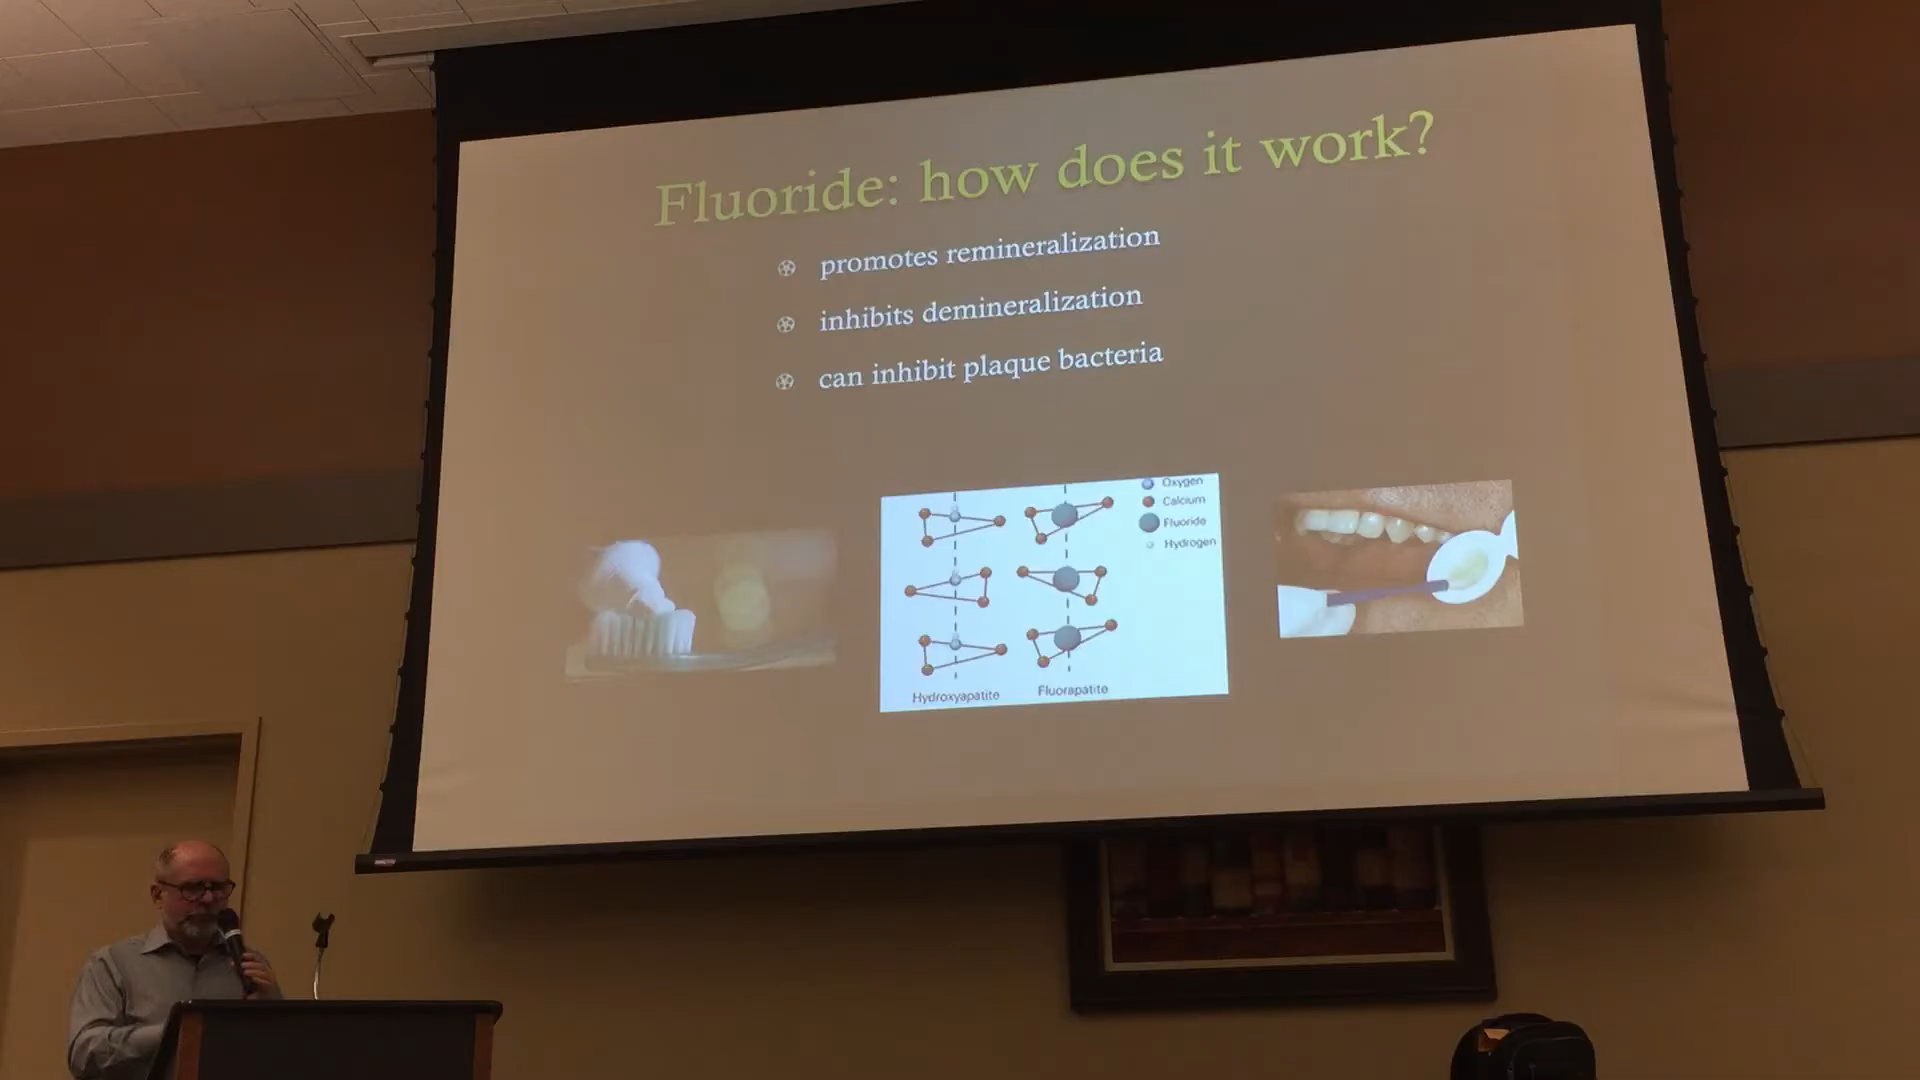 Fluoride: how does it work?
promotes remineralization
inhibits demineralization
can inhibit plaque bacteria
Oxygen
Calcium
Fluoride
Hydrogen
Hydroxyapatite
Fluorapatite